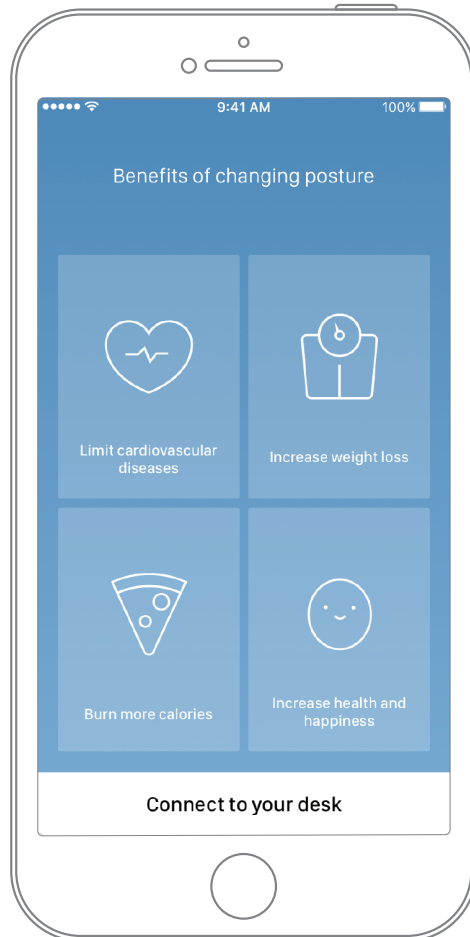 9:41 AM
100%
Benefits of changing posture
Limit cardiovascular
diseases
Increase weight loss
Burn more calories
Increase health and
happiness
Connect to your desk